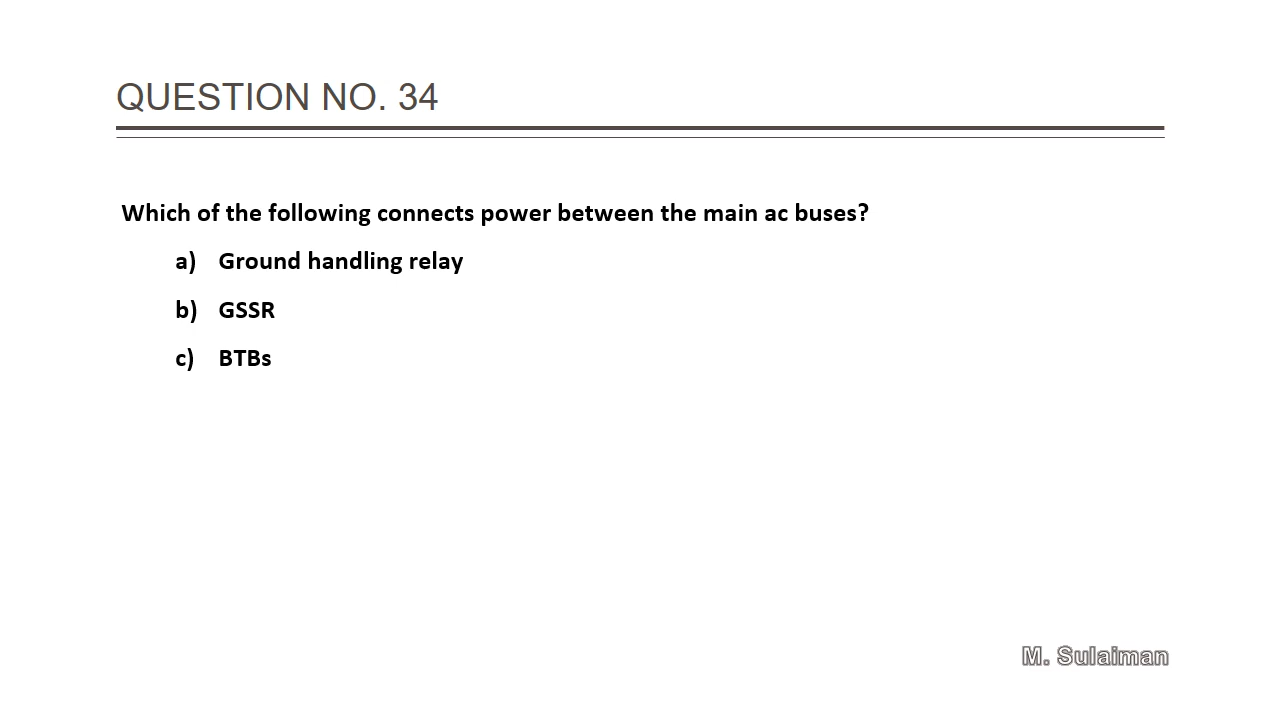 QUESTION NO. 34
Which of the following connects power between the main ac buses?
a) Ground handling relay
b) GSSR
c) BTBs
M. Sulaiman